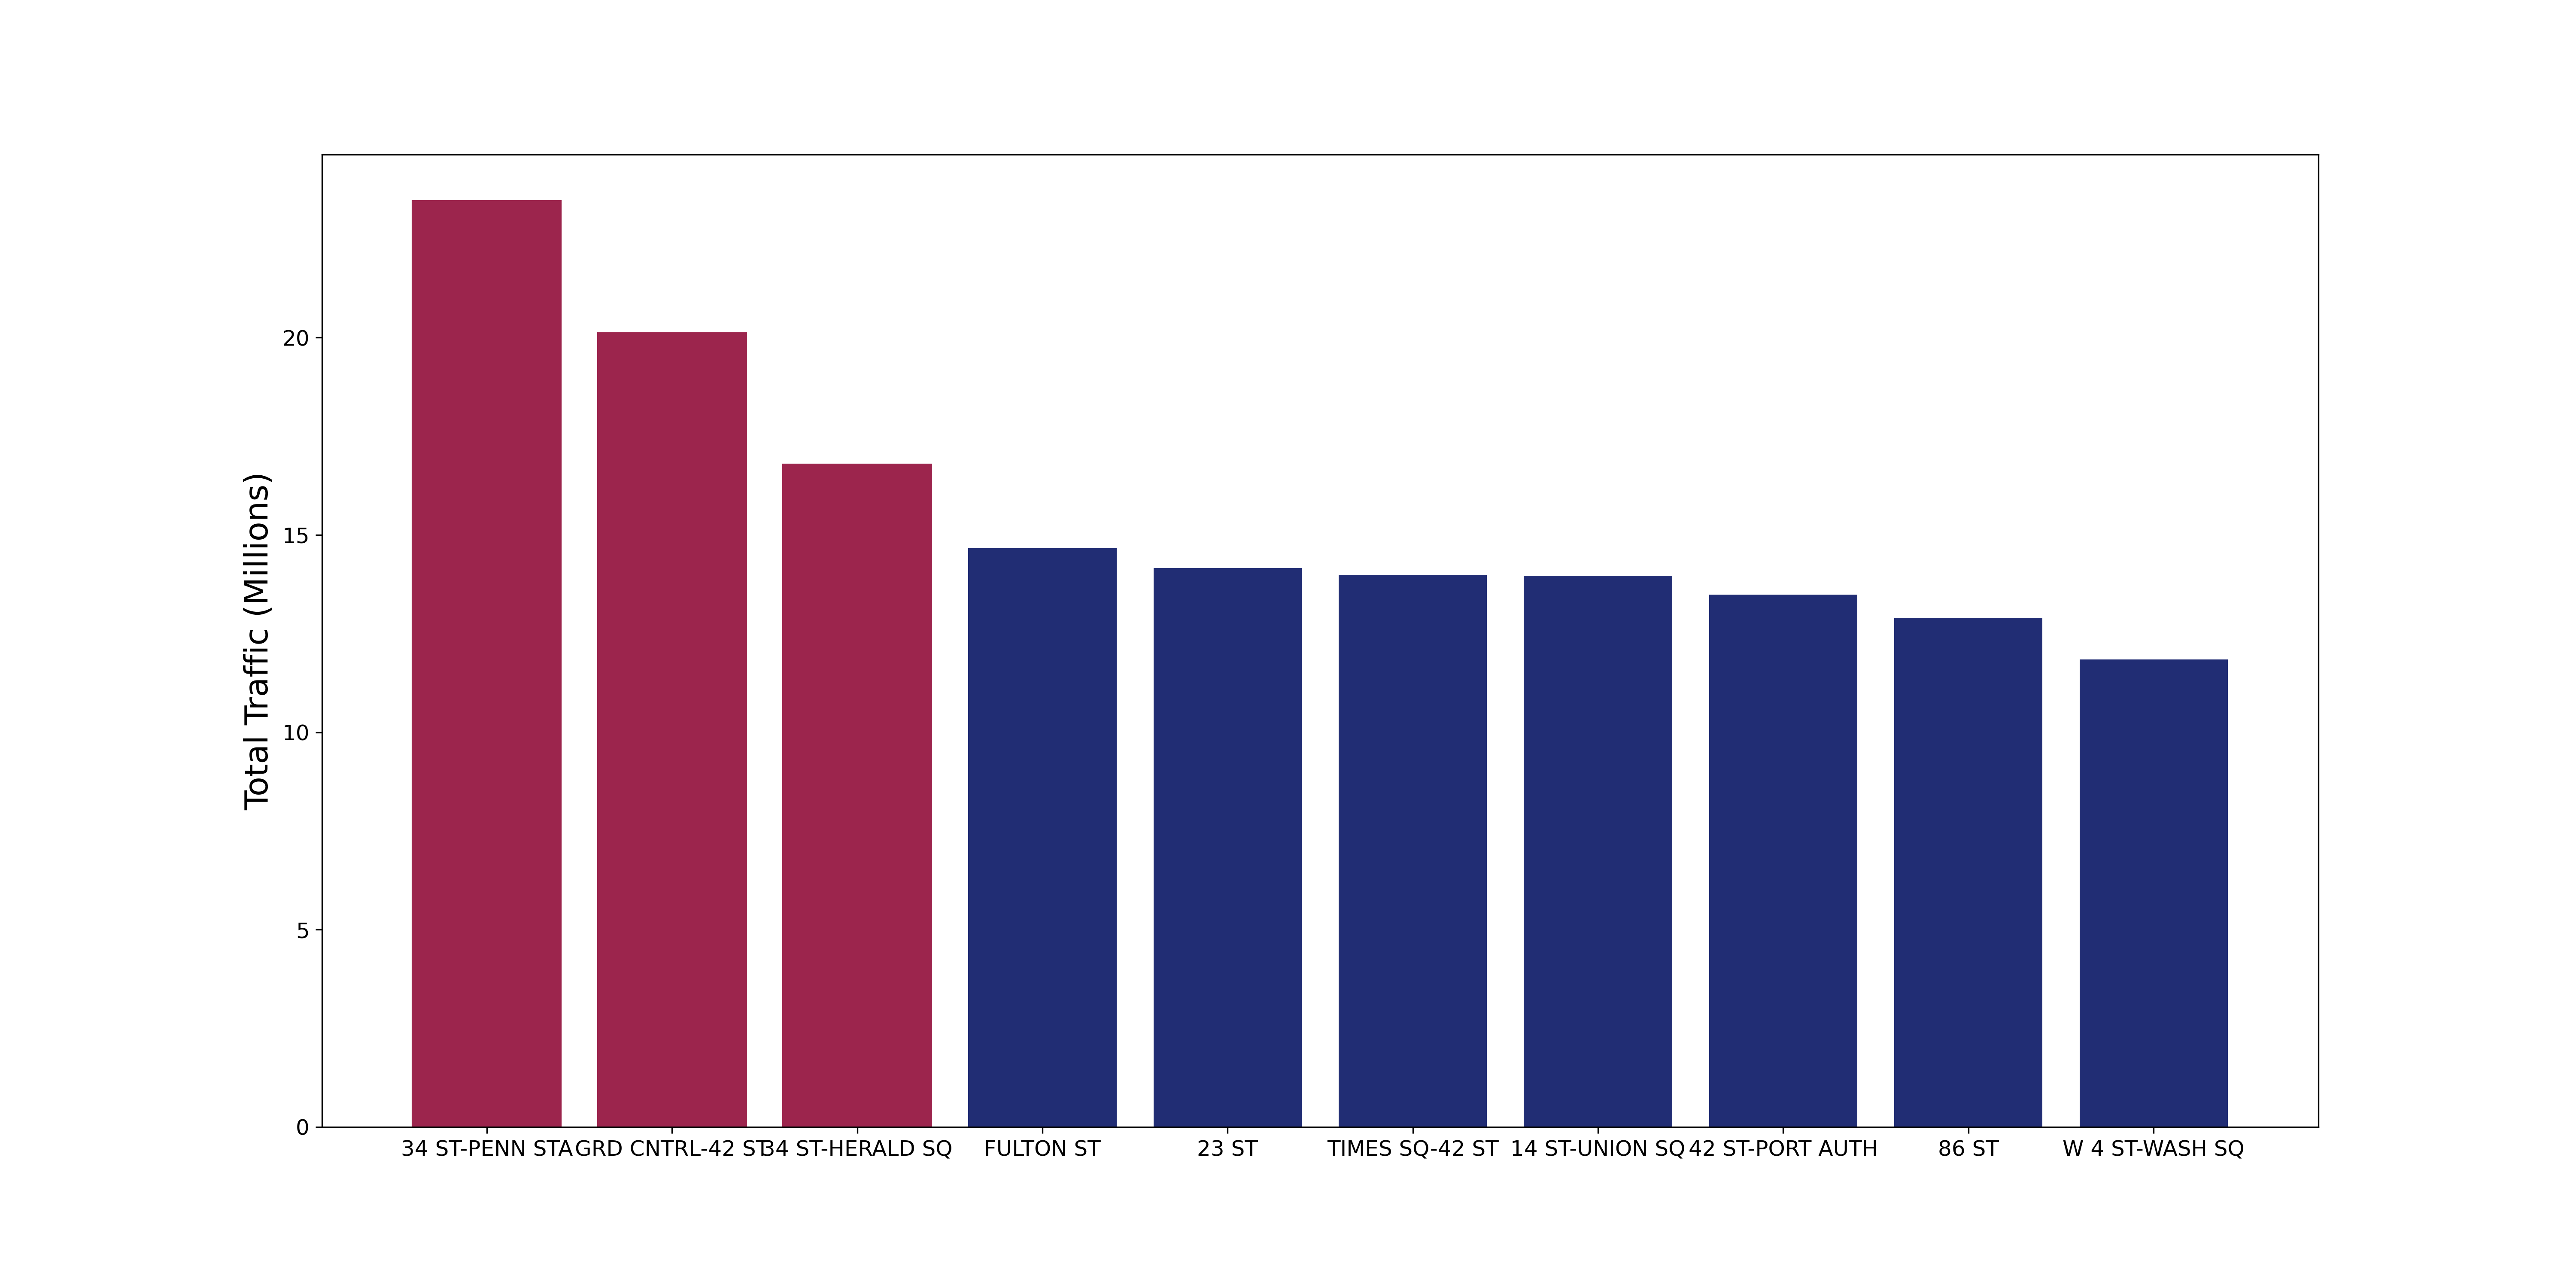 Total Traffic (Millions)
20
15
10
5
0
34 ST-PENN STA
GRD CNTRL-42 ST
34 ST-HERALD SQ
FULTON ST
23 ST
TIMES SQ-42 ST
14 ST-UNION SQ
42 ST-PORT AUTH
86 ST
W 4 ST-WASH SQ